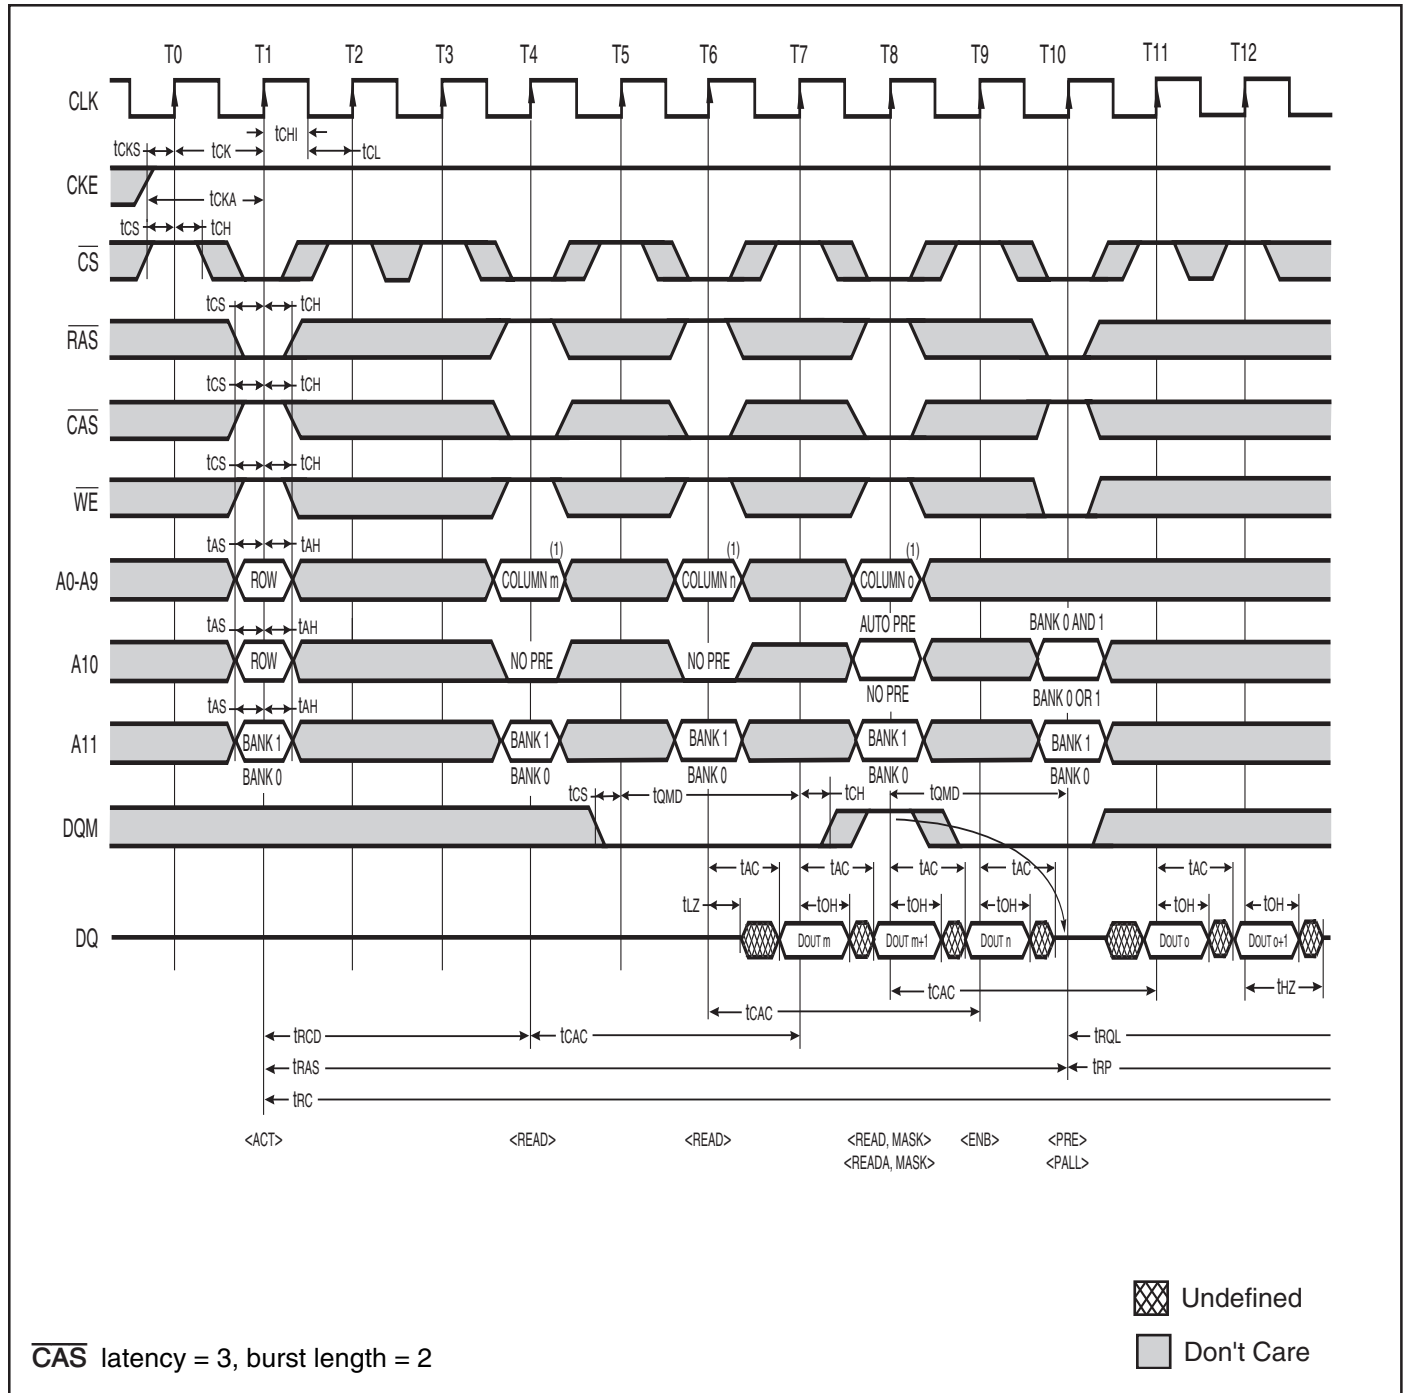 T0 T1 T2 T3 T4 T5 T6 T7 T8 T9 T10 T11 T12
CLK
tCHI
tCKS tCK tCL
CKE
tCKA
tCS tCH
CS
tCS tCH
RAS
tCS tCH
CAS
tCS tCH
WE
tAS tAH (1) (1) (1)
A0-A9 ROW COLUMN m COLUMN n COLUMN o
tAS tAH AUTO PRE BANK 0 AND 1
A10 ROW NO PRE NO PRE
NO PRE BANK 0 OR 1
tAS tAH
A11 BANK 1 BANK 1 BANK 1 BANK 1 BANK 1
BANK 0 BANK 0 BANK 0 BANK 0 BANK 0
tCS tQMD tCH tQMD
DQM
tAC tAC tAC tAC tAC
tLZ tOH tOH tOH tOH tOH
DQ DOUT m DOUT m+1 DOUT n DOUT o DOUT o+1
tCAC tHZ
tCAC
tRCD tCAC tRQL
tRAS tRP
tRC
<ACT> <READ> <READ> <READ, MASK> <ENB> <PRE>
<READA, MASK> <PALL>
Undefined
CAS latency = 3, burst length = 2 Don't Care